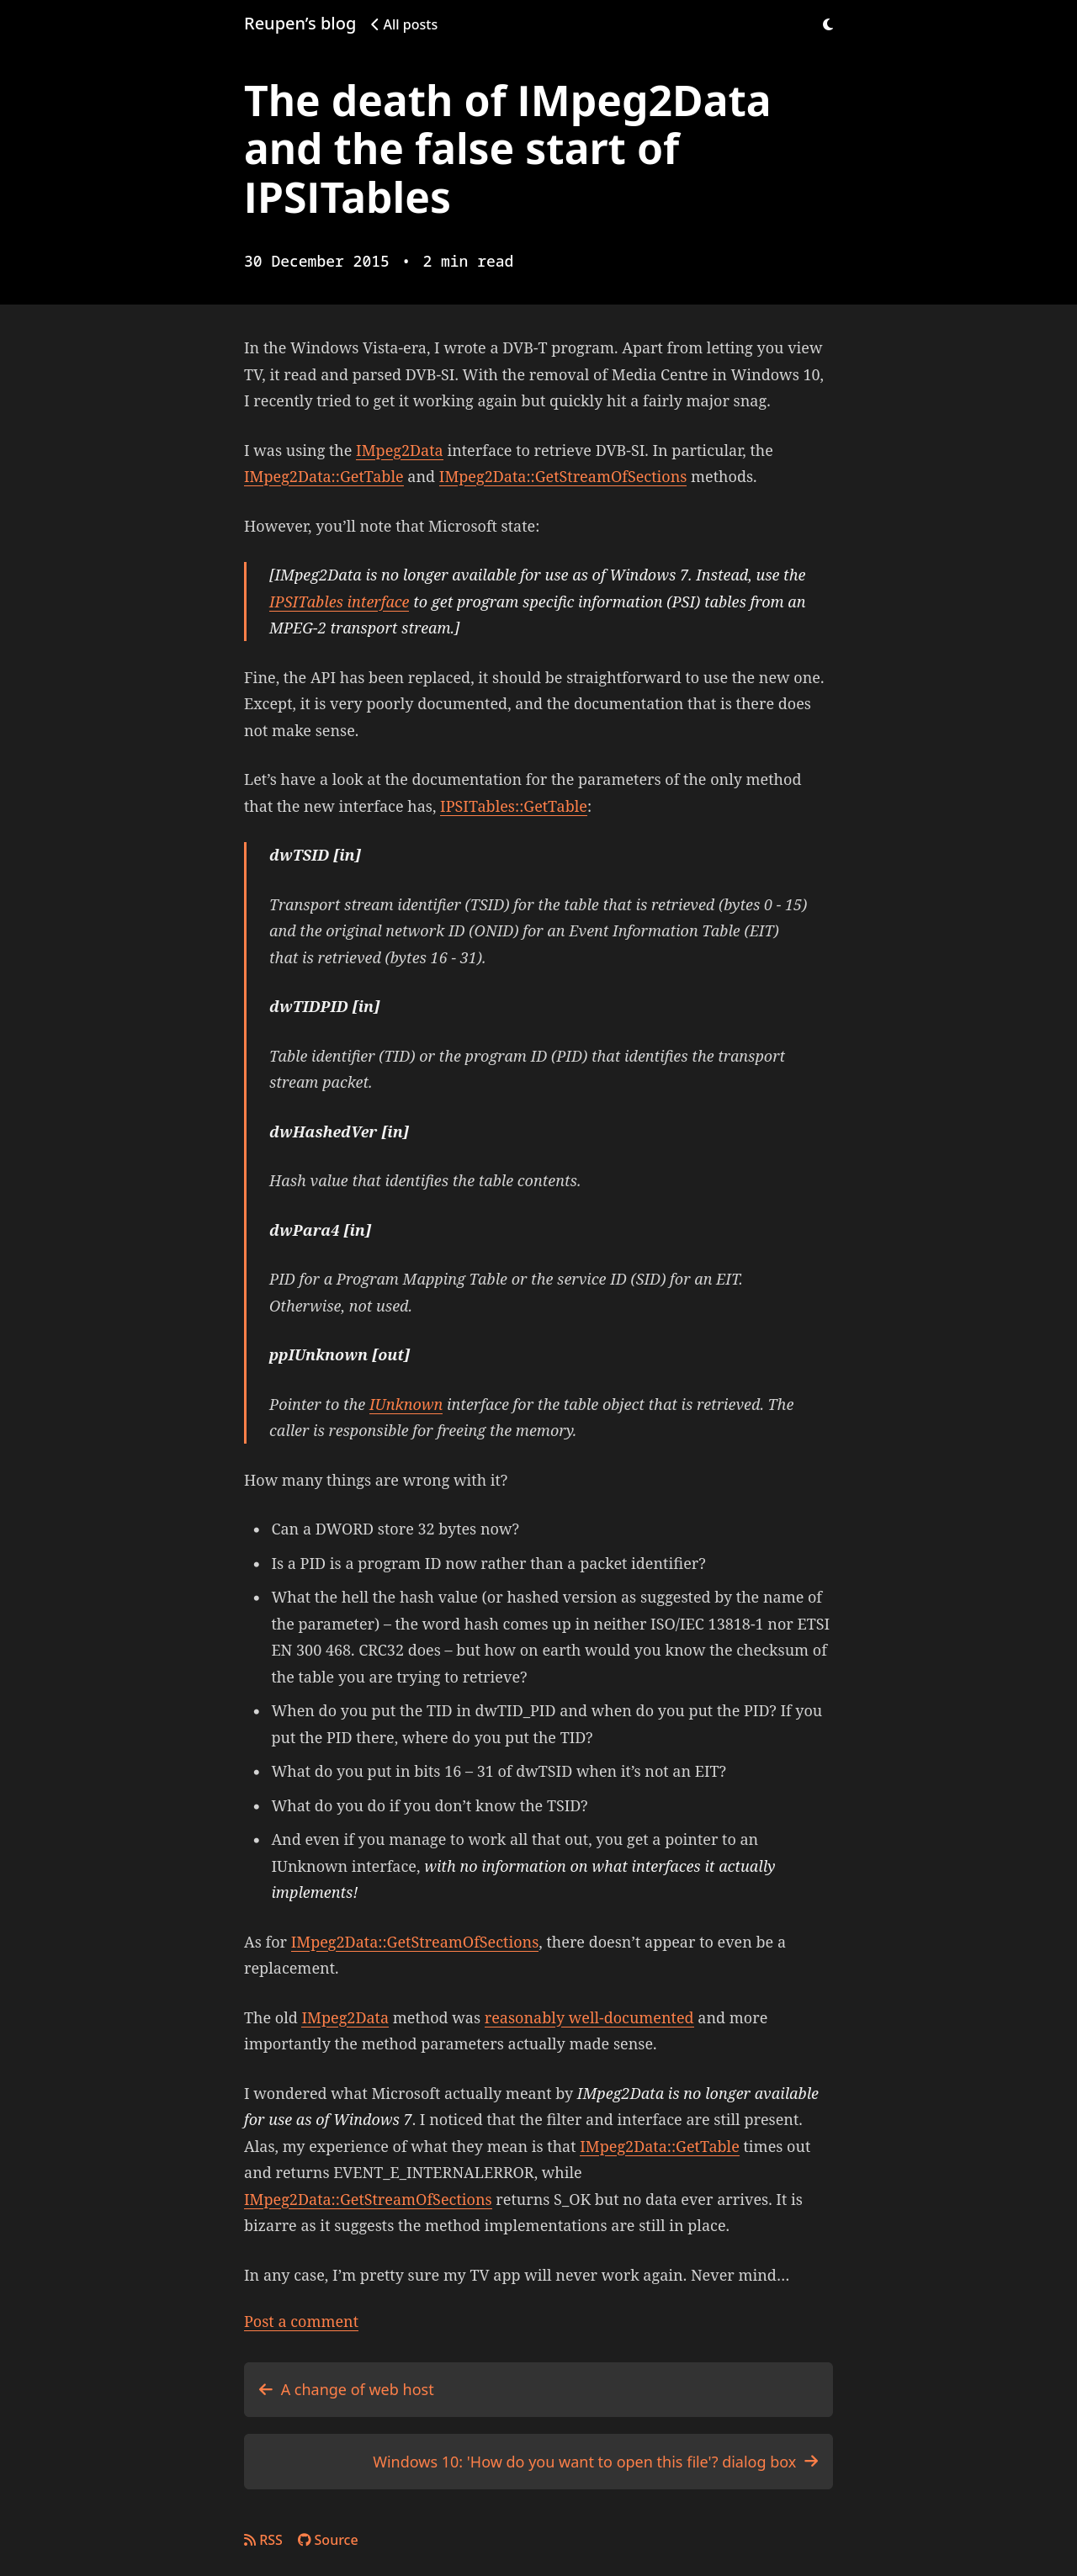 Reupen’s blog All posts
The death of IMpeg2Data
and the false start of
IPSITables
30 December 2015 • 2 min read
In the Windows Vista-era, I wrote a DVB-T program. Apart from letting you view
TV, it read and parsed DVB-SI. With the removal of Media Centre in Windows 10,
I recently tried to get it working again but quickly hit a fairly major snag.
I was using the IMpeg2Data interface to retrieve DVB-SI. In particular, the
IMpeg2Data::GetTable and IMpeg2Data::GetStreamOfSections methods.
However, you’ll note that Microsoft state:
[IMpeg2Data is no longer available for use as of Windows 7. Instead, use the
IPSITables interface to get program specific information (PSI) tables from an
MPEG-2 transport stream.]
Fine, the API has been replaced, it should be straightforward to use the new one.
Except, it is very poorly documented, and the documentation that is there does
not make sense.
Let’s have a look at the documentation for the parameters of the only method
that the new interface has, IPSITables::GetTable:
dwTSID [in]
Transport stream identifier (TSID) for the table that is retrieved (bytes 0 - 15)
and the original network ID (ONID) for an Event Information Table (EIT)
that is retrieved (bytes 16 - 31).
dwTIDPID [in]
Table identifier (TID) or the program ID (PID) that identifies the transport
stream packet.
dwHashedVer [in]
Hash value that identifies the table contents.
dwPara4 [in]
PID for a Program Mapping Table or the service ID (SID) for an EIT.
Otherwise, not used.
ppIUnknown [out]
Pointer to the IUnknown interface for the table object that is retrieved. The
caller is responsible for freeing the memory.
How many things are wrong with it?
• Can a DWORD store 32 bytes now?
• Is a PID is a program ID now rather than a packet identifier?
• What the hell the hash value (or hashed version as suggested by the name of
the parameter) – the word hash comes up in neither ISO/IEC 13818-1 nor ETSI
EN 300 468. CRC32 does – but how on earth would you know the checksum of
the table you are trying to retrieve?
• When do you put the TID in dwTID_PID and when do you put the PID? If you
put the PID there, where do you put the TID?
• What do you put in bits 16 – 31 of dwTSID when it’s not an EIT?
• What do you do if you don’t know the TSID?
• And even if you manage to work all that out, you get a pointer to an
IUnknown interface, with no information on what interfaces it actually
implements!
As for IMpeg2Data::GetStreamOfSections, there doesn’t appear to even be a
replacement.
The old IMpeg2Data method was reasonably well-documented and more
importantly the method parameters actually made sense.
I wondered what Microsoft actually meant by IMpeg2Data is no longer available
for use as of Windows 7. I noticed that the filter and interface are still present.
Alas, my experience of what they mean is that IMpeg2Data::GetTable times out
and returns EVENT_E_INTERNALERROR, while
IMpeg2Data::GetStreamOfSections returns S_OK but no data ever arrives. It is
bizarre as it suggests the method implementations are still in place.
In any case, I’m pretty sure my TV app will never work again. Never mind…
Post a comment
← A change of web host
Windows 10: 'How do you want to open this file'? dialog box →
RSS Source